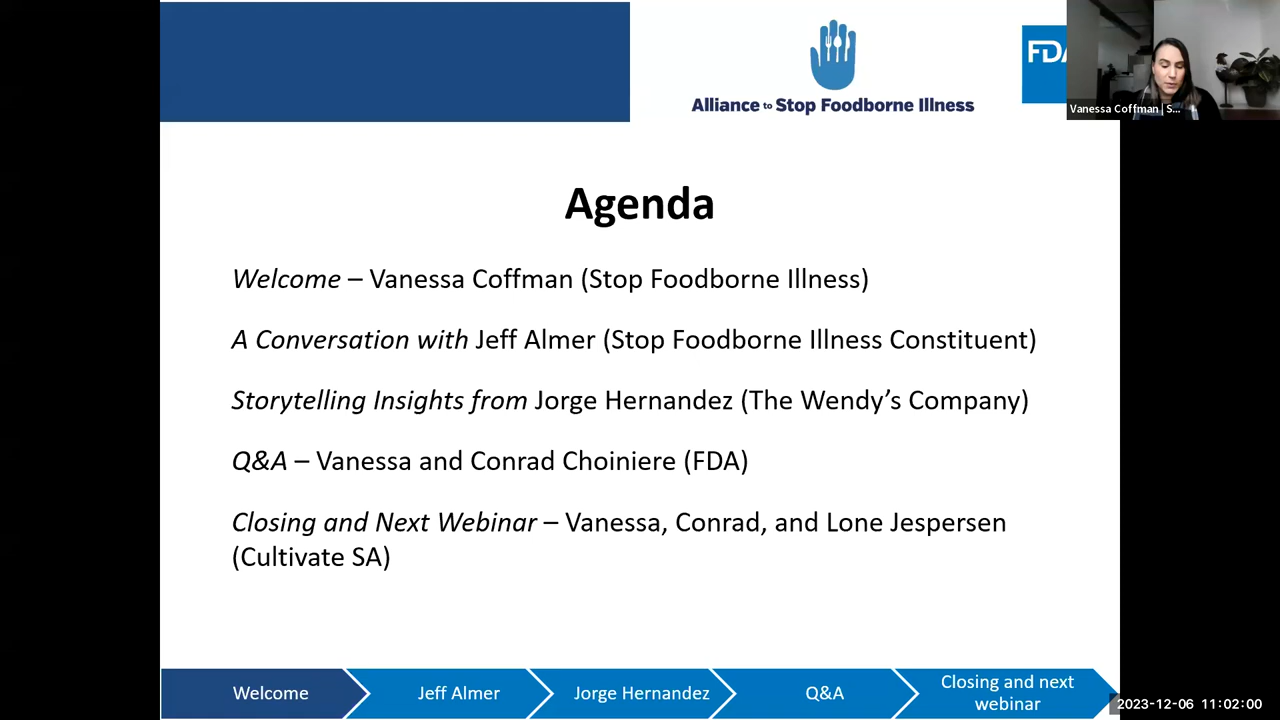 Alliance to Stop Foodborne Illness
FDA
Vanessa Coffman | S...
Agenda
Welcome – Vanessa Coffman (Stop Foodborne Illness)
A Conversation with Jeff Almer (Stop Foodborne Illness Constituent)
Storytelling Insights from Jorge Hernandez (The Wendy’s Company)
Q&A – Vanessa and Conrad Choiniere (FDA)
Closing and Next Webinar – Vanessa, Conrad, and Lone Jespersen
(Cultivate SA)
Welcome
Jeff Almer
Jorge Hernandez
Q&A
Closing and next
webinar
2023-12-06 11:02:00